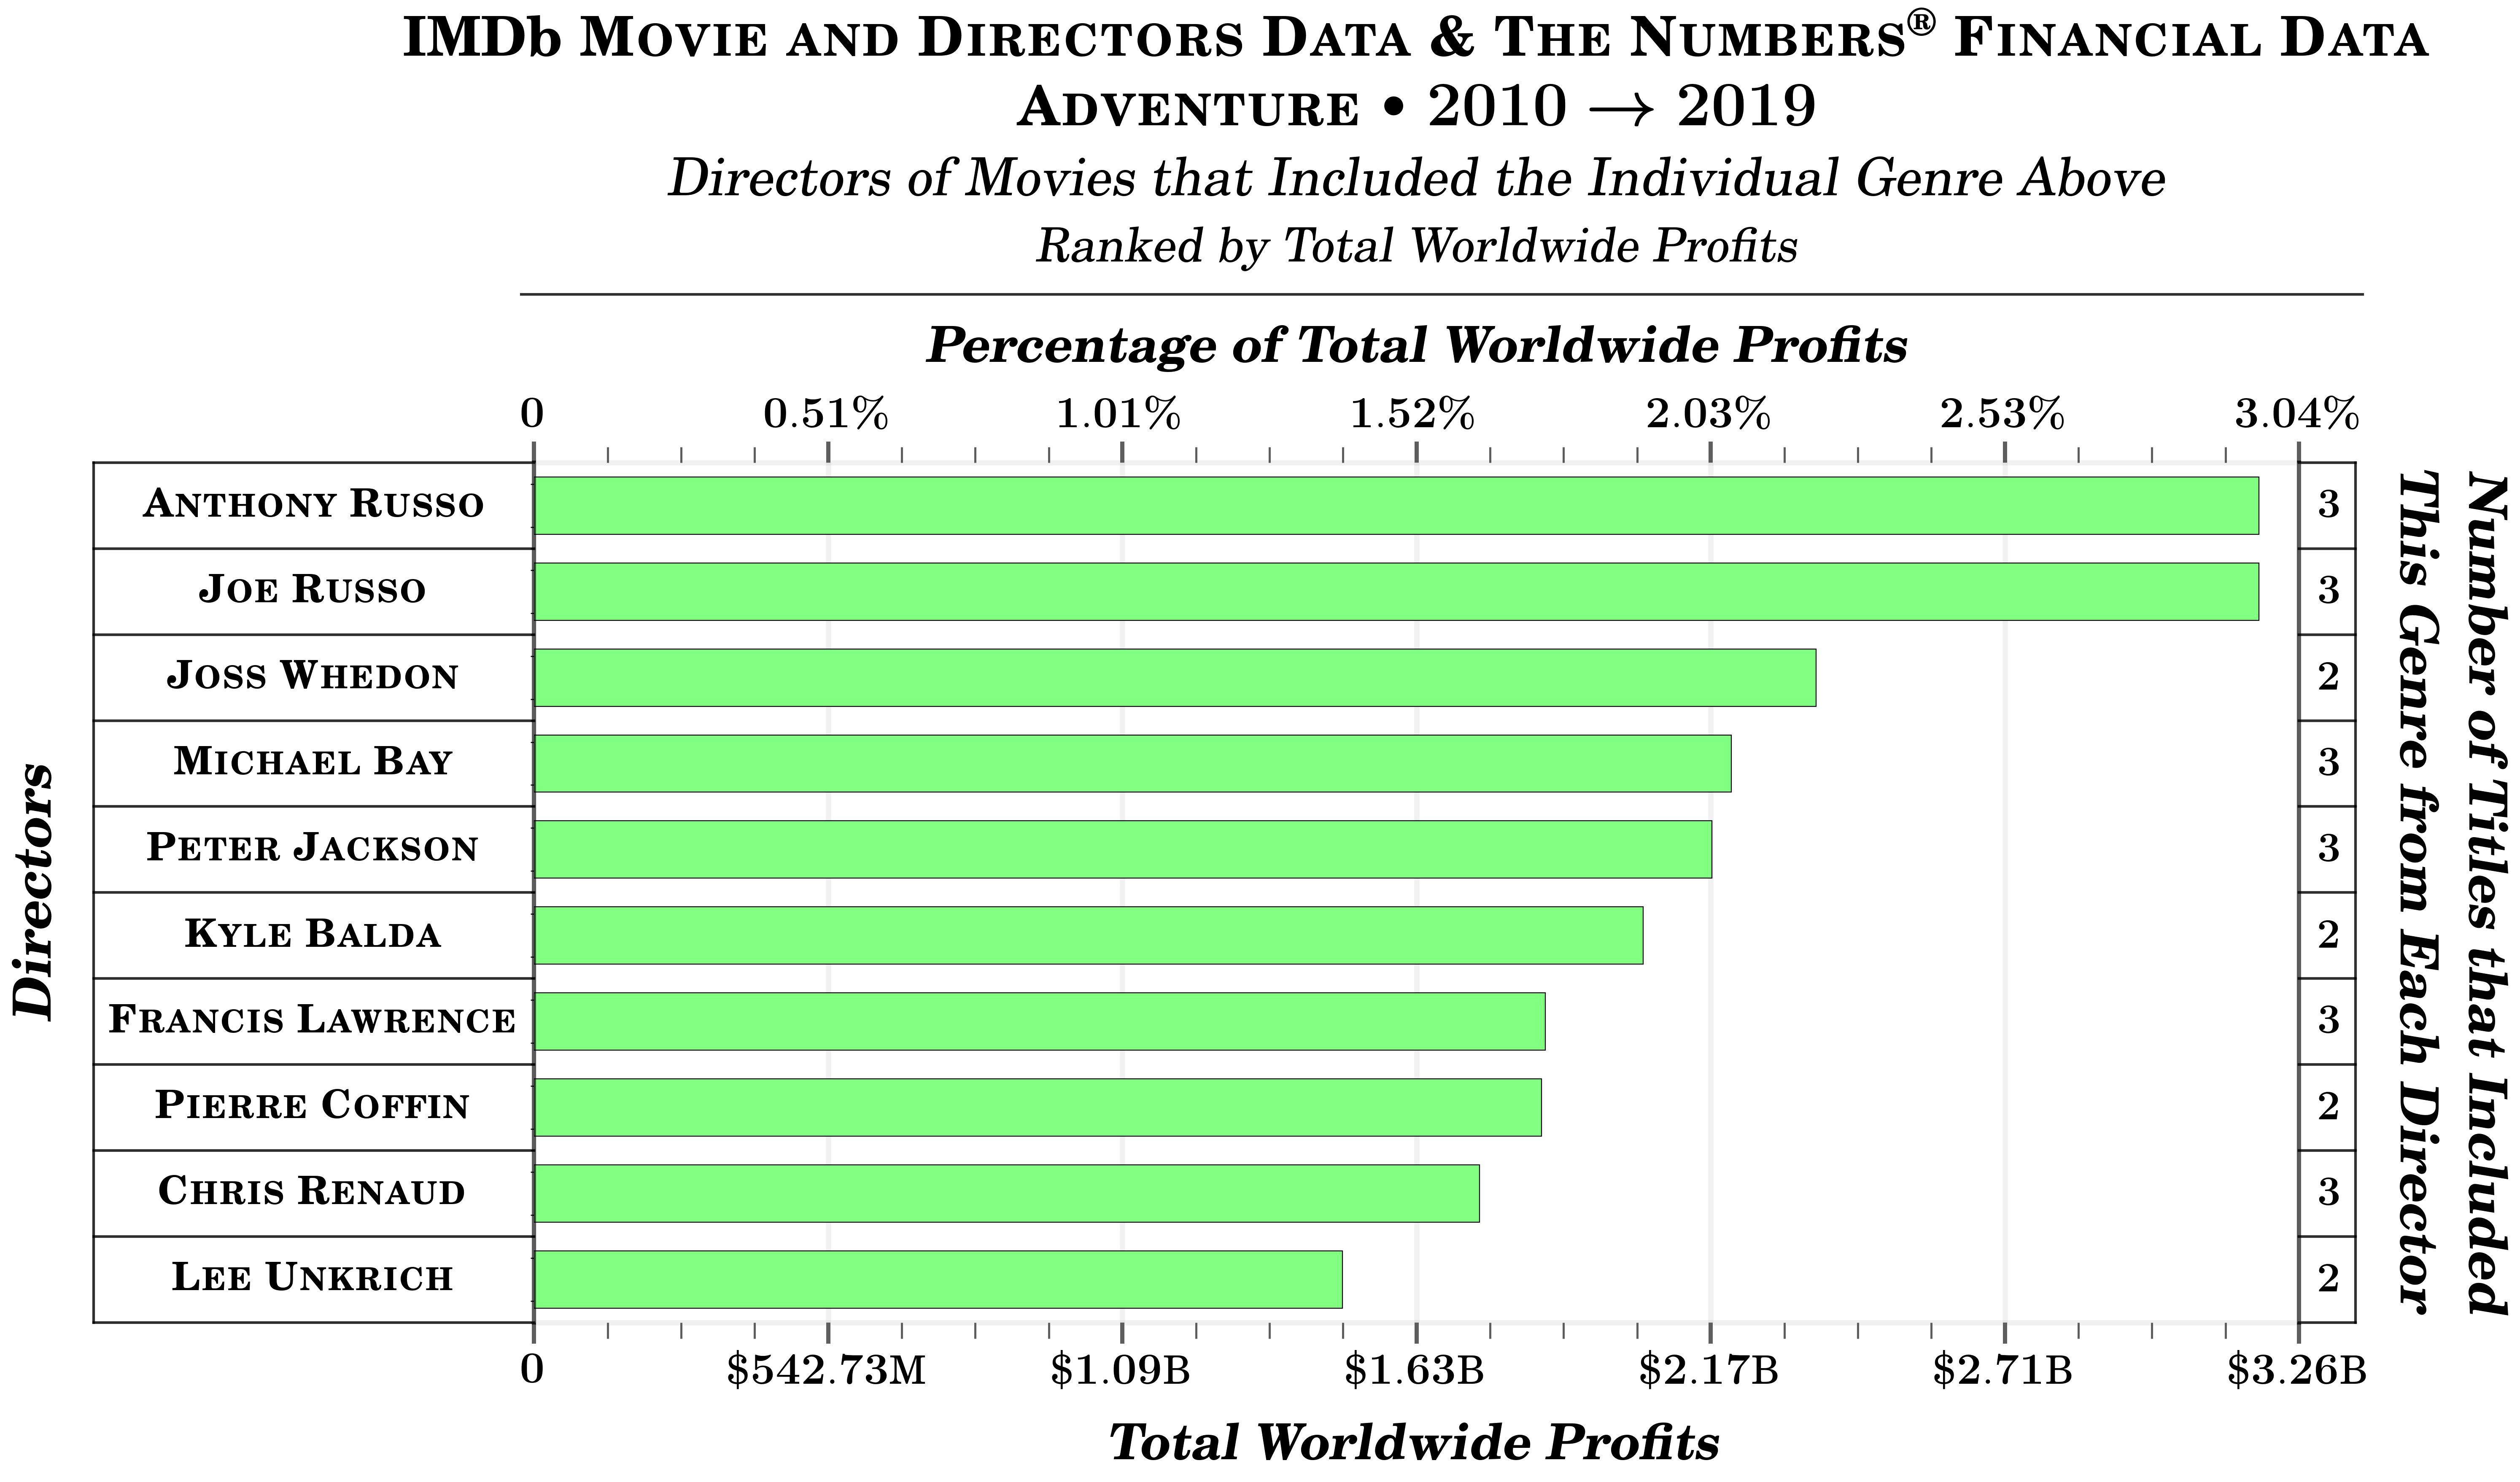 IMDb Movie and Directors Data & The Numbers® Financial Data
Adventure • 2010 → 2019
Directors of Movies that Included the Individual Genre Above
Ranked by Total Worldwide Profits
Percentage of Total Worldwide Profits
0 0.51% 1.01% 1.52% 2.03% 2.53% 3.04%
Directors
Anthony Russo 3
Joe Russo 3
Joss Whedon 2
Michael Bay 3
Peter Jackson 3
Kyle Balda 2
Francis Lawrence 3
Pierre Coffin 2
Chris Renaud 3
Lee Unkrich 2
Number of Titles that Included
This Genre from Each Director
0 $542.73M $1.09B $1.63B $2.17B $2.71B $3.26B
Total Worldwide Profits